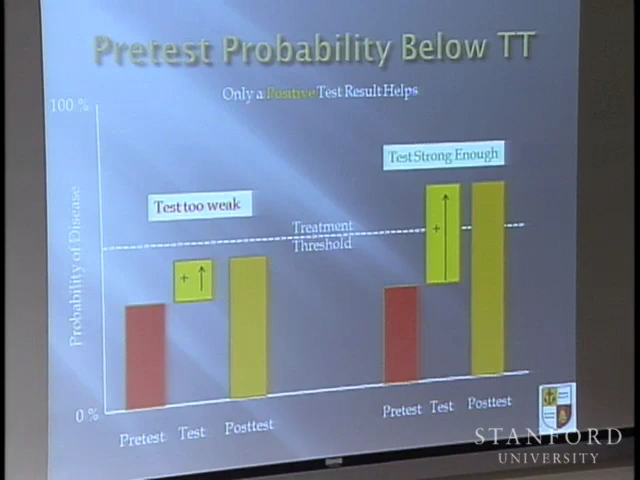 Pretest Probability Below TT
Only a Positive Test Result Helps
100 %
Test Strong Enough
Test too weak
Treatment
Threshold
+
+
Probability of Disease
0 %
Pretest
Test
Posttest
Pretest
Test
Posttest
STANFORD
UNIVERSITY